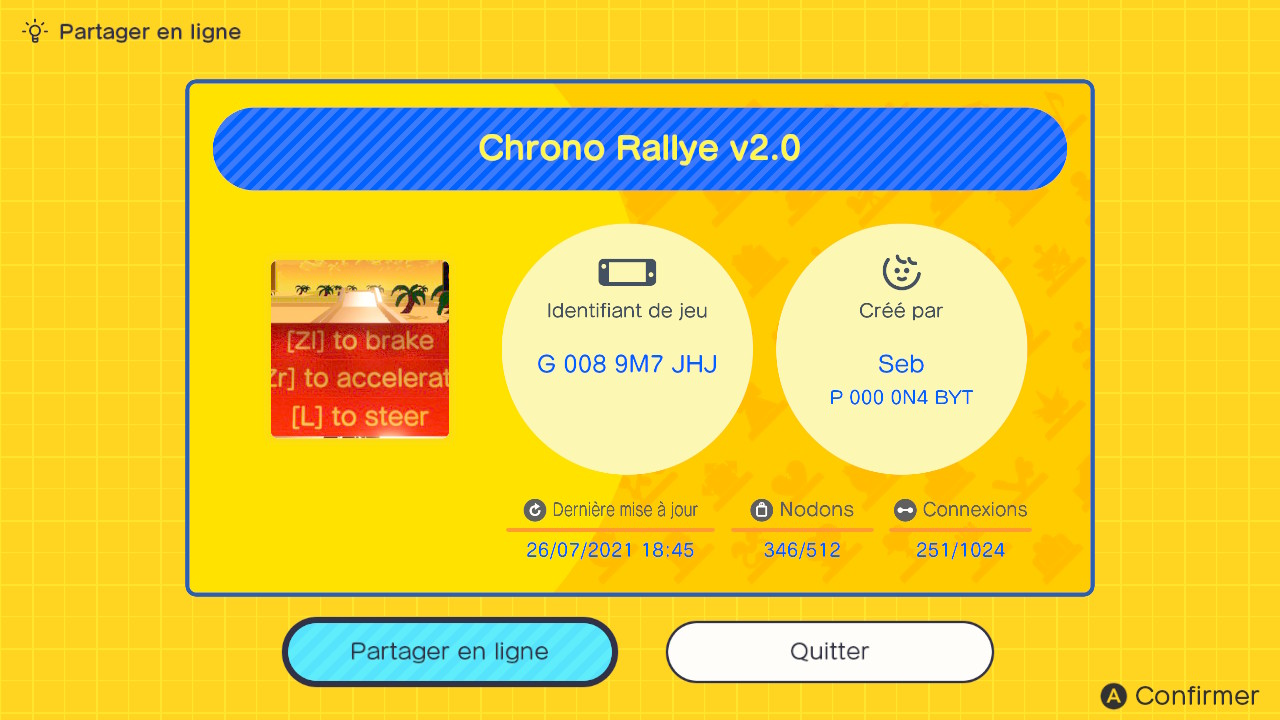 Partager en ligne
Chrono Rallye v2.0
[Zl] to brake
Zr] to accelerat
[L] to steer
Identifiant de jeu
G 008 9M7 JHJ
Créé par
Seb
P 000 0N4 BYT
Dernière mise à jour
26/07/2021 18:45
Nodons
346/512
Connexions
251/1024
Partager en ligne
Quitter
A Confirmer